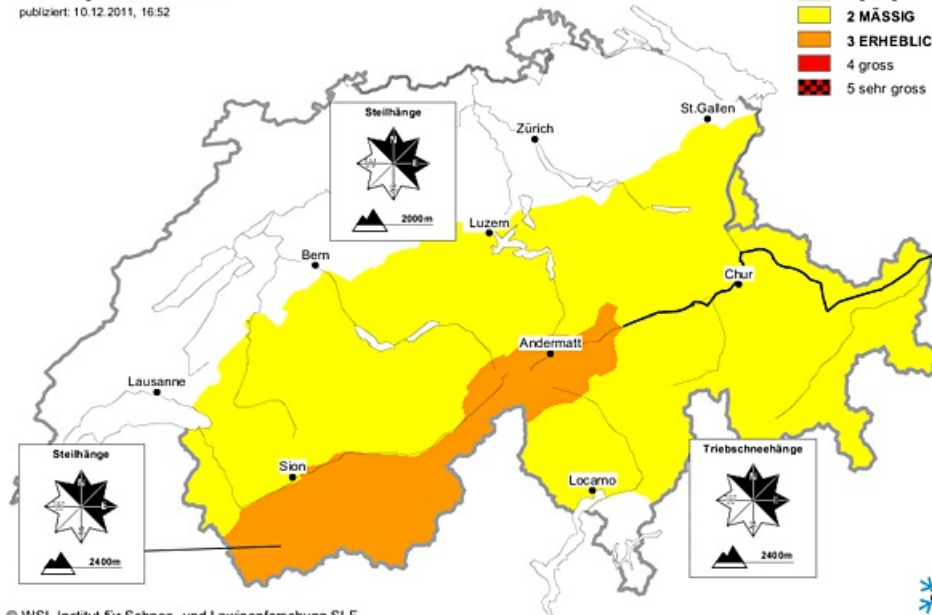 publiziert: 10.12.2011, 16:52
2 MÄSSIG
3 ERHEBLIC
4 gross
5 sehr gross
Steilhänge
N
E
S
W
2000m
St.Gallen
Zürich
Luzern
Bern
Chur
Andermatt
Lausanne
Sion
Locarno
Steilhänge
N
E
S
W
2400m
Triebschneehänge
N
E
S
W
2400m
© WSL-Institut für Schnee- und Lawinenforschung SLF